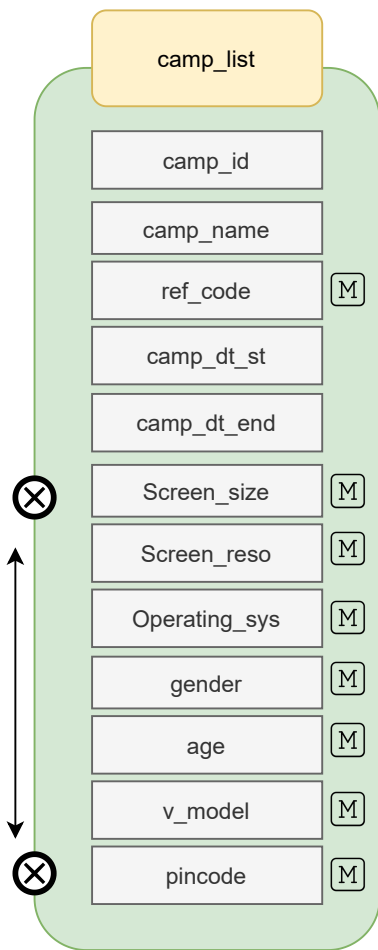 camp_list
camp_id
camp_name
ref_code M
camp_dt_st
camp_dt_end
Screen_size M
Screen_reso M
Operating_sys M
gender M
age M
v_model M
pincode M